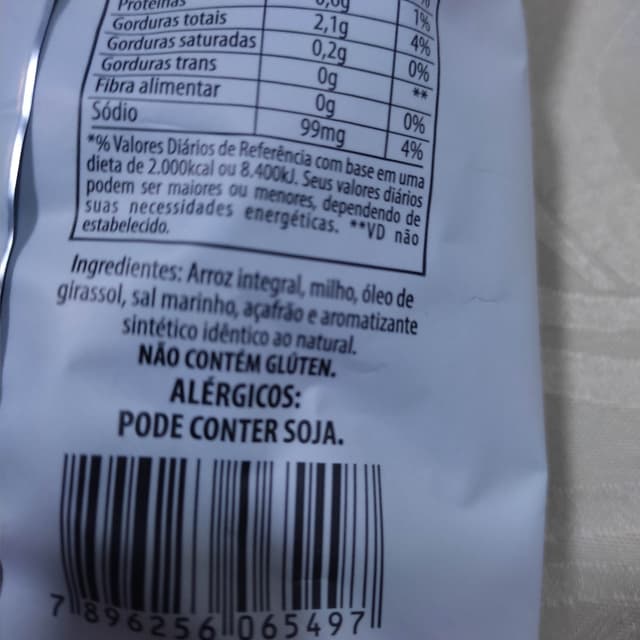 Proteínas 1%
Gorduras totais 2,1g 4%
Gorduras saturadas 0,2g 0%
Gorduras trans 0g **
Fibra alimentar 0g 0%
Sódio 99mg 4%
*% Valores Diários de Referência com base em uma
dieta de 2.000kcal ou 8.400kJ. Seus valores diários
podem ser maiores ou menores, dependendo de
suas necessidades energéticas. **VD não
estabelecido.
Ingredientes: Arroz integral, milho, óleo de
girassol, sal marinho, açafrão e aromatizante
sintético idêntico ao natural.
NÃO CONTÉM GLÚTEN.
ALÉRGICOS:
PODE CONTER SOJA.
7 896256 065497